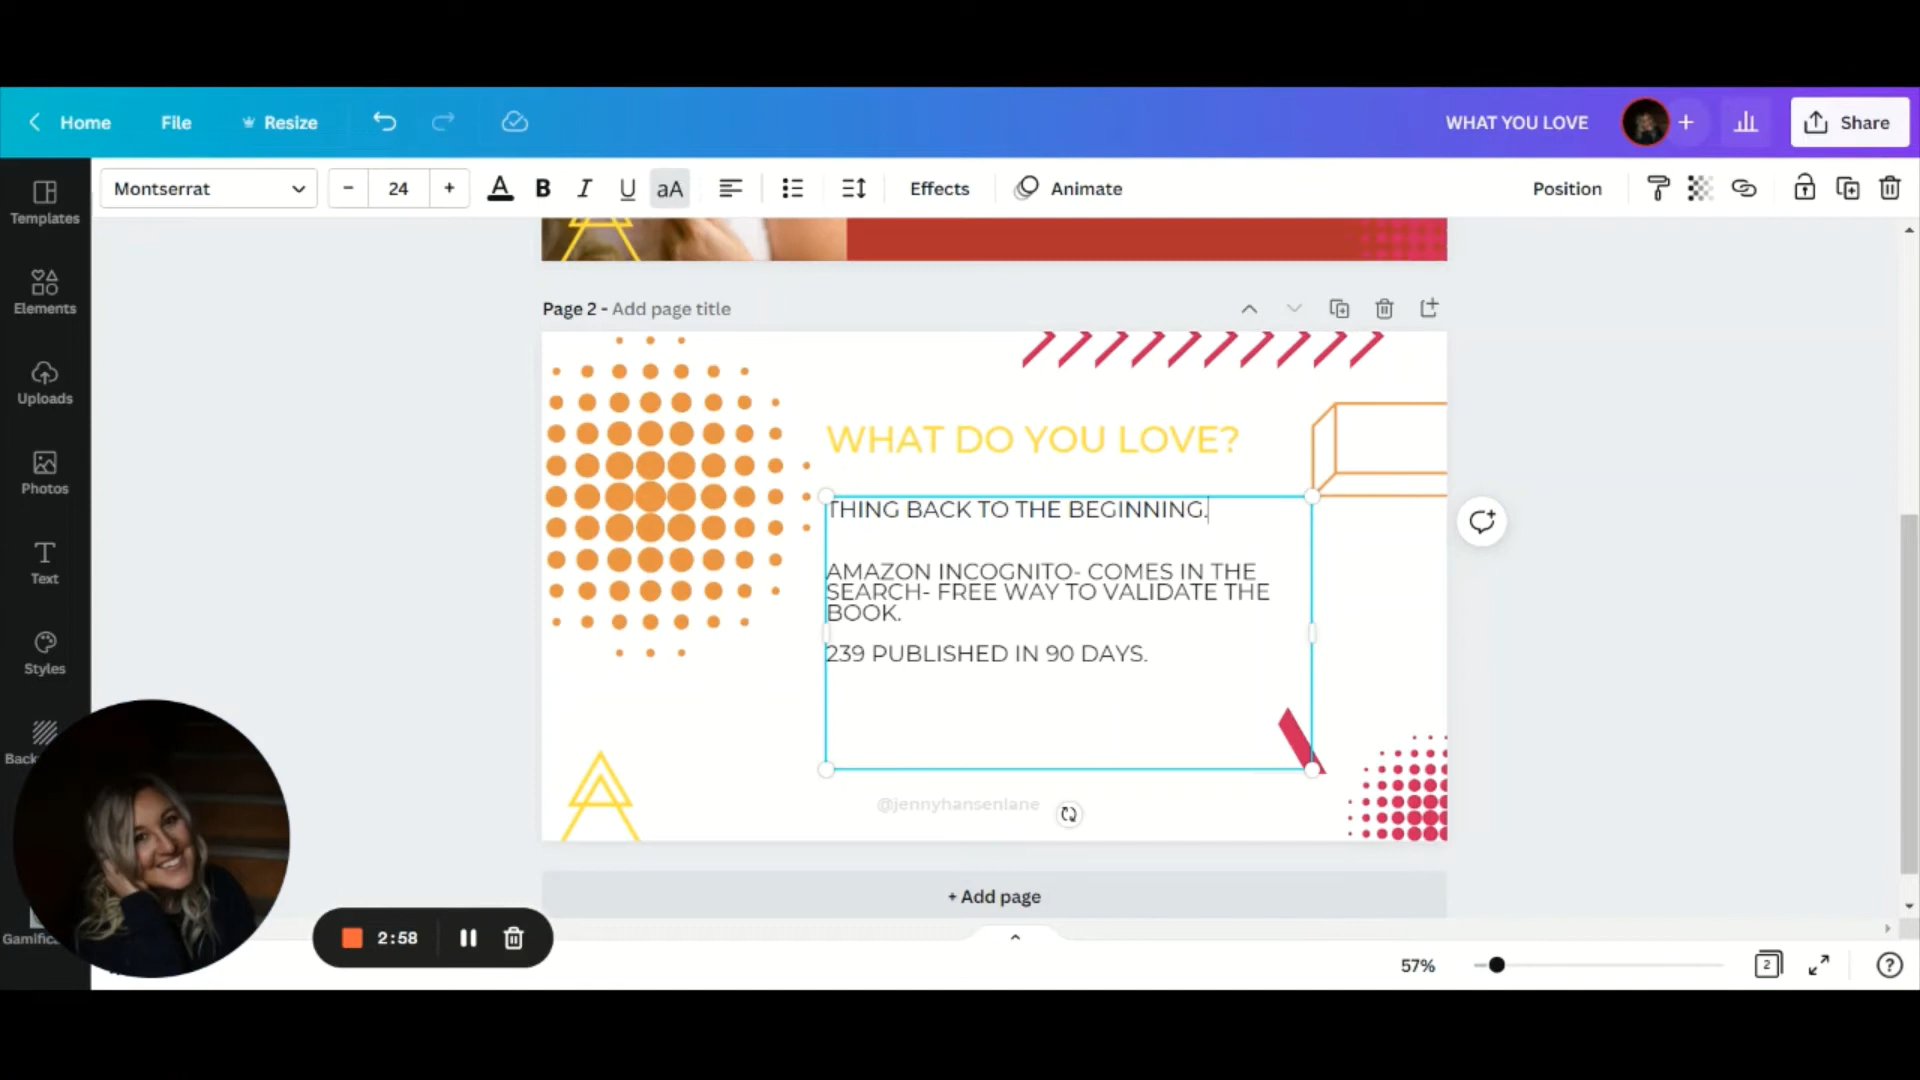 Home
File
Resize
WHAT YOU LOVE
Share
Montserrat
24
B
I
U
aA
Effects
Animate
Position
Templates
Elements
Uploads
Photos
Text
Styles
Back
Gamific
Page 2 - Add page title
WHAT DO YOU LOVE?
THING BACK TO THE BEGINNING.
AMAZON INCOGNITO- COMES IN THE
SEARCH- FREE WAY TO VALIDATE THE
BOOK.
239 PUBLISHED IN 90 DAYS.
@jennyhansenlane
+ Add page
2:58
57%
2